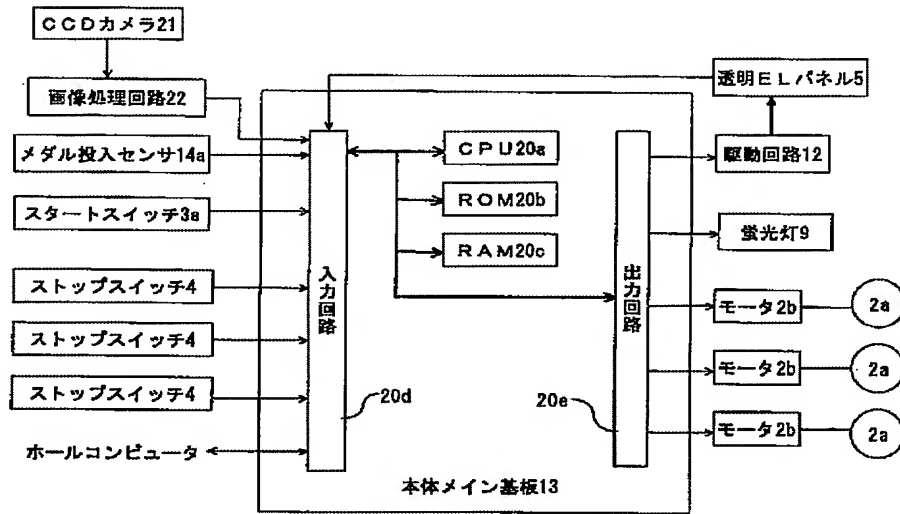 CCDカメラ21
画像処理回路22
メダル投入センサ14a
スタートスイッチ3a
ストップスイッチ4
ストップスイッチ4
ストップスイッチ4
ホールコンピュータ
入力回路
20d
CPU20a
ROM20b
RAM20c
出力回路
20e
本体メイン基板13
透明ELパネル5
駆動回路12
蛍光灯9
モータ2b
2a
モータ2b
2a
モータ2b
2a